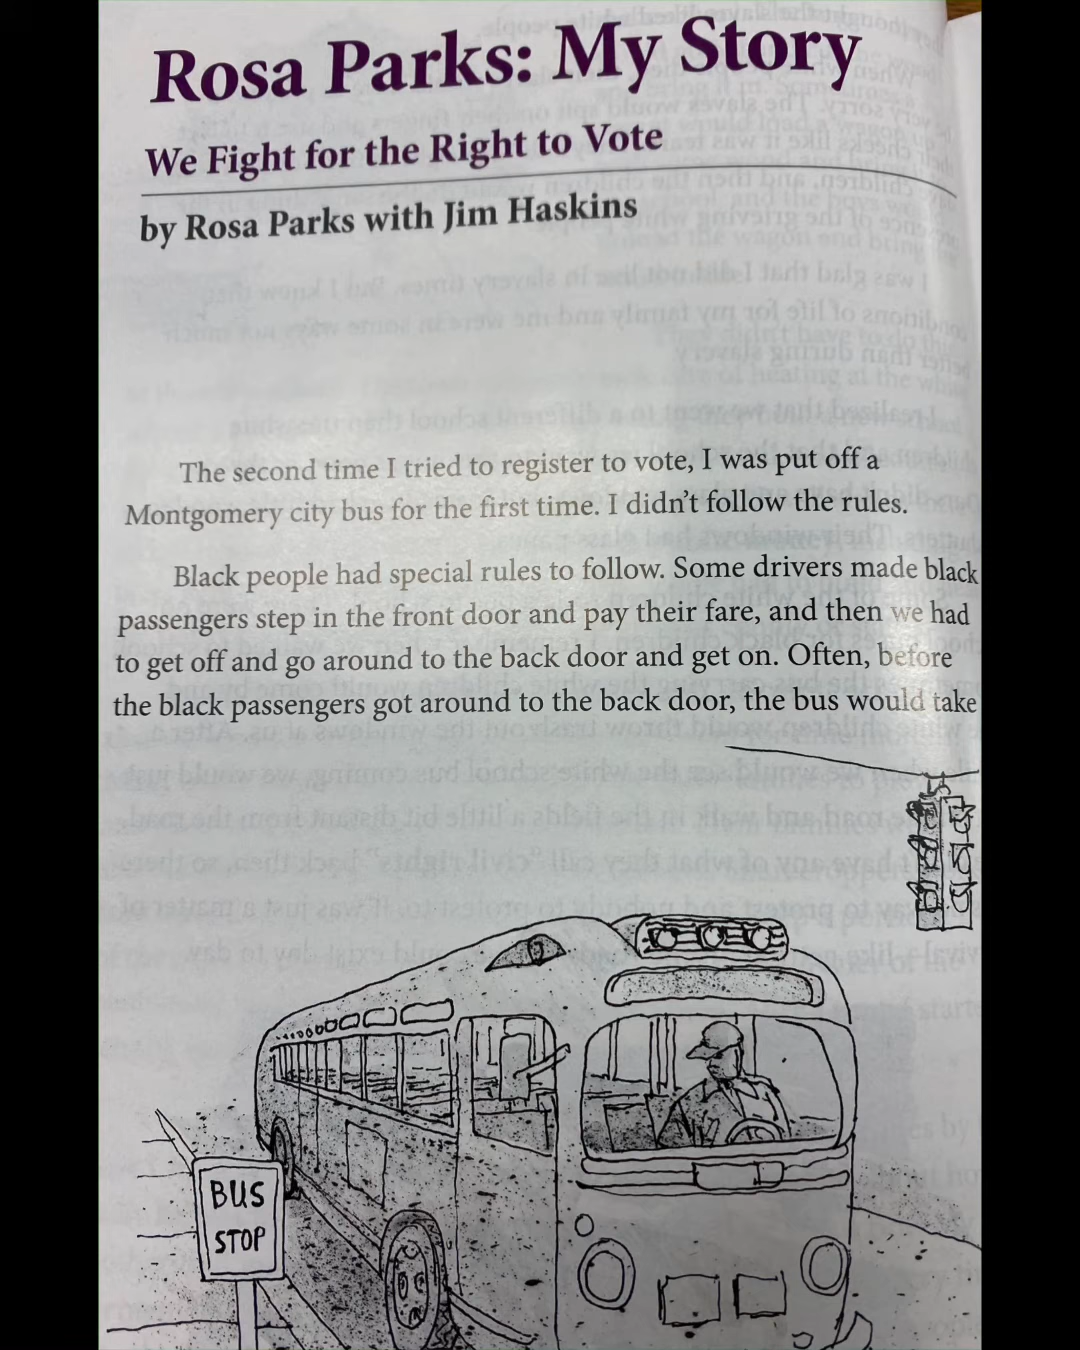 Rosa Parks: My Story
We Fight for the Right to Vote
by Rosa Parks with Jim Haskins
The second time I tried to register to vote, I was put off a
Montgomery city bus for the first time. I didn't follow the rules.
Black people had special rules to follow. Some drivers made black
passengers step in the front door and pay their fare, and then we had
to get off and go around to the back door and get on. Often, before
the black passengers got around to the back door, the bus would take
BUS
STOP